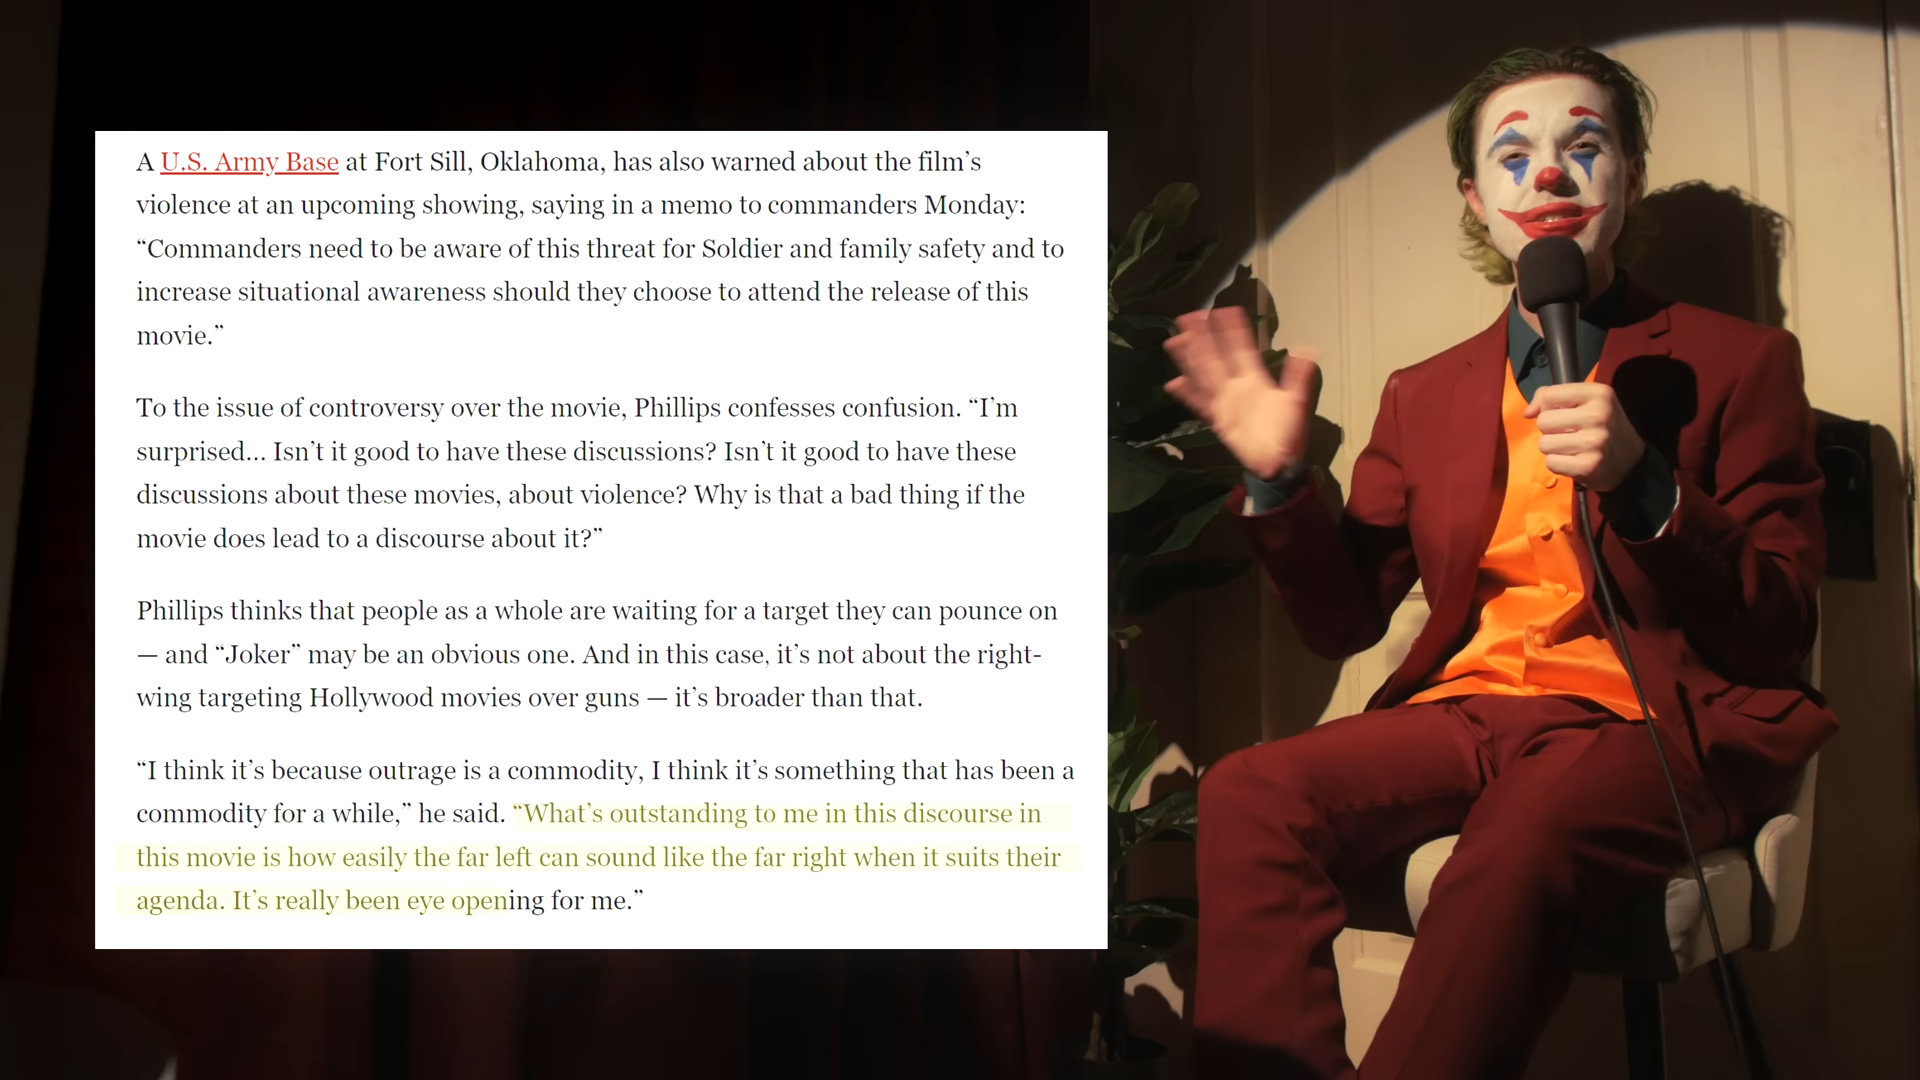 A U.S. Army Base at Fort Sill, Oklahoma, has also warned about the film’s
violence at an upcoming showing, saying in a memo to commanders Monday:
“Commanders need to be aware of this threat for Soldier and family safety and to
increase situational awareness should they choose to attend the release of this
movie.”
To the issue of controversy over the movie, Phillips confesses confusion. “I’m
surprised… Isn’t it good to have these discussions? Isn’t it good to have these
discussions about these movies, about violence? Why is that a bad thing if the
movie does lead to a discourse about it?”
Phillips thinks that people as a whole are waiting for a target they can pounce on
— and “Joker” may be an obvious one. And in this case, it’s not about the right-
wing targeting Hollywood movies over guns — it’s broader than that.
“I think it’s because outrage is a commodity, I think it’s something that has been a
commodity for a while,” he said. “What’s outstanding to me in this discourse in
this movie is how easily the far left can sound like the far right when it suits their
agenda. It’s really been eye opening for me.”